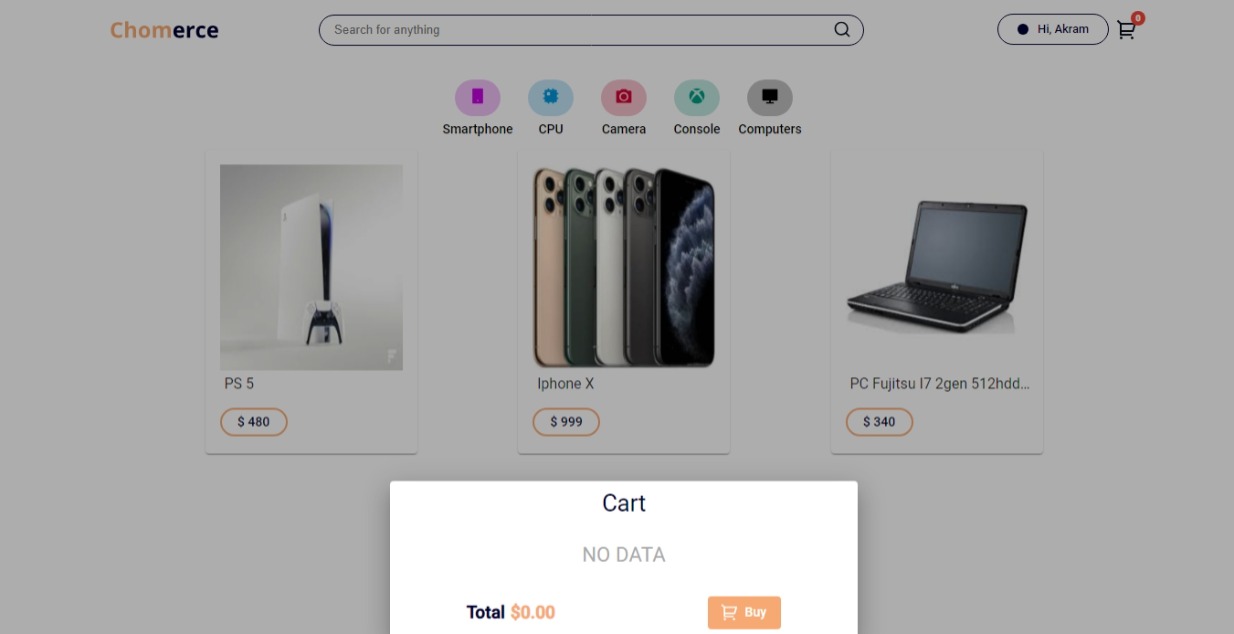 Chomerce
Search for anything
Hi, Akram
0
Smartphone
CPU
Camera
Console
Computers
PS 5
Iphone X
PC Fujitsu I7 2gen 512hdd...
$ 480
$ 999
$ 340
Cart
NO DATA
Total $0.00
Buy